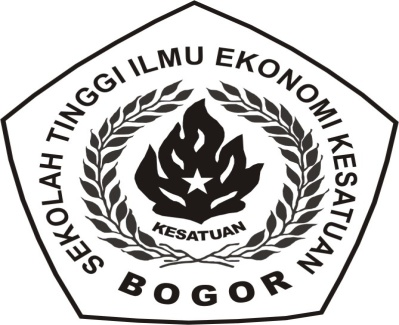 SEKOLAH TINGGI ILMU EKONOMI KESATUAN
KESATUAN
BOGOR